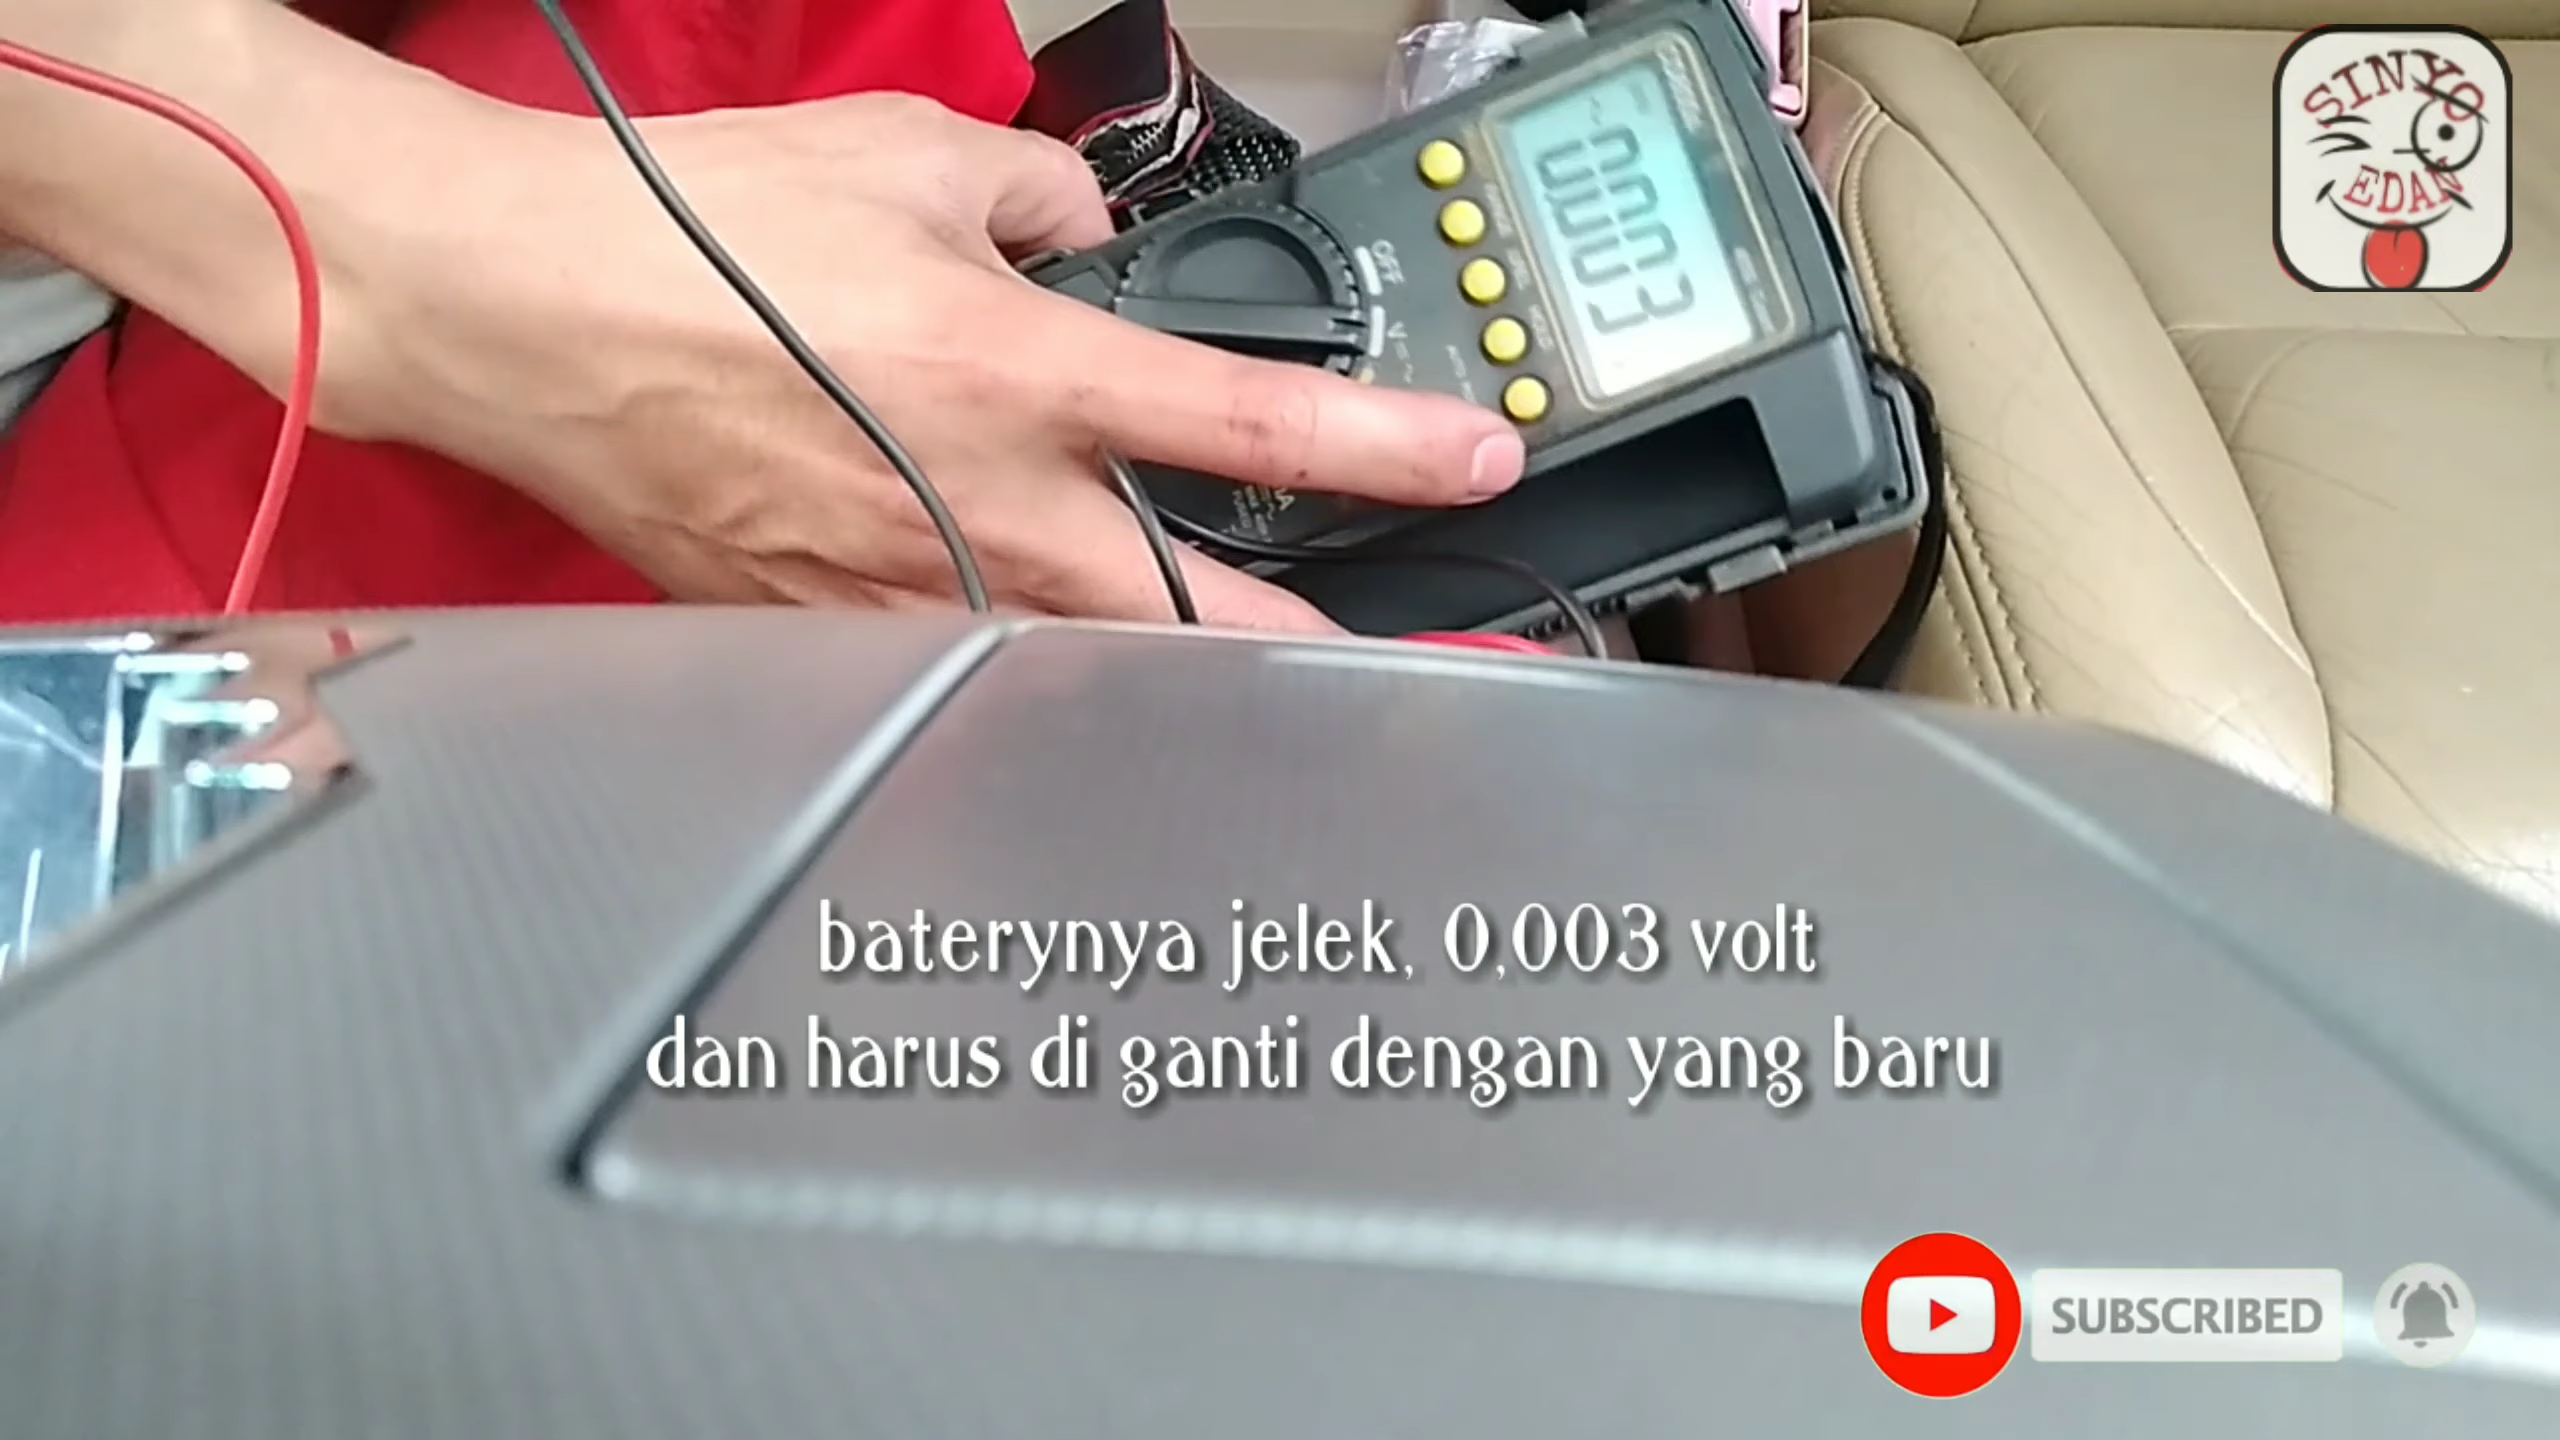 SINYO
EDAN
0.003
OFF
V
baterynya jelek, 0,003 volt
dan harus di ganti dengan yang baru
SUBSCRIBED